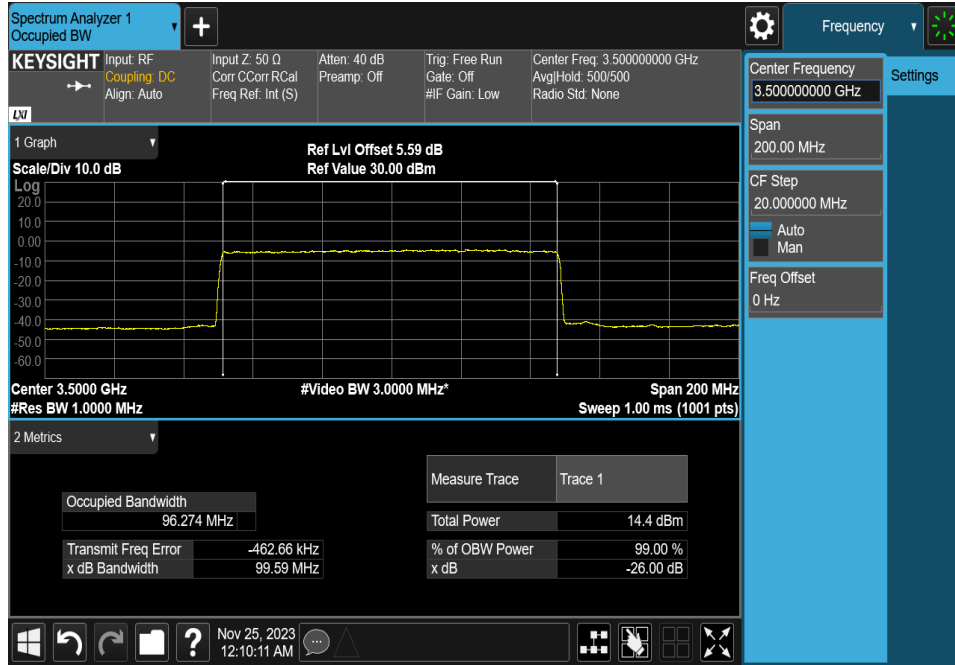 Spectrum Analyzer 1
Occupied BW
Frequency
KEYSIGHT
LXI
Input: RF
Coupling: DC
Align: Auto
Input Z: 50 Ω
Corr CCorr RCal
Freq Ref: Int (S)
Atten: 40 dB
Preamp: Off
Trig: Free Run
Gate: Off
#IF Gain: Low
Center Freq: 3.500000000 GHz
Avg|Hold: 500/500
Radio Std: None
Center Frequency
3.500000000 GHz
Settings
Span
200.00 MHz
CF Step
20.000000 MHz
Auto
Man
Freq Offset
0 Hz
1 Graph
Scale/Div 10.0 dB
Ref Lvl Offset 5.59 dB
Ref Value 30.00 dBm
Log
20.0
10.0
0.00
-10.0
-20.0
-30.0
-40.0
-50.0
-60.0
Center 3.5000 GHz
#Video BW 3.0000 MHz*
Span 200 MHz
#Res BW 1.0000 MHz
Sweep 1.00 ms (1001 pts)
2 Metrics
Measure Trace
Trace 1
Occupied Bandwidth
96.274 MHz
Total Power
14.4 dBm
Transmit Freq Error
-462.66 kHz
% of OBW Power
99.00 %
x dB Bandwidth
99.59 MHz
x dB
-26.00 dB
Nov 25, 2023
12:10:11 AM